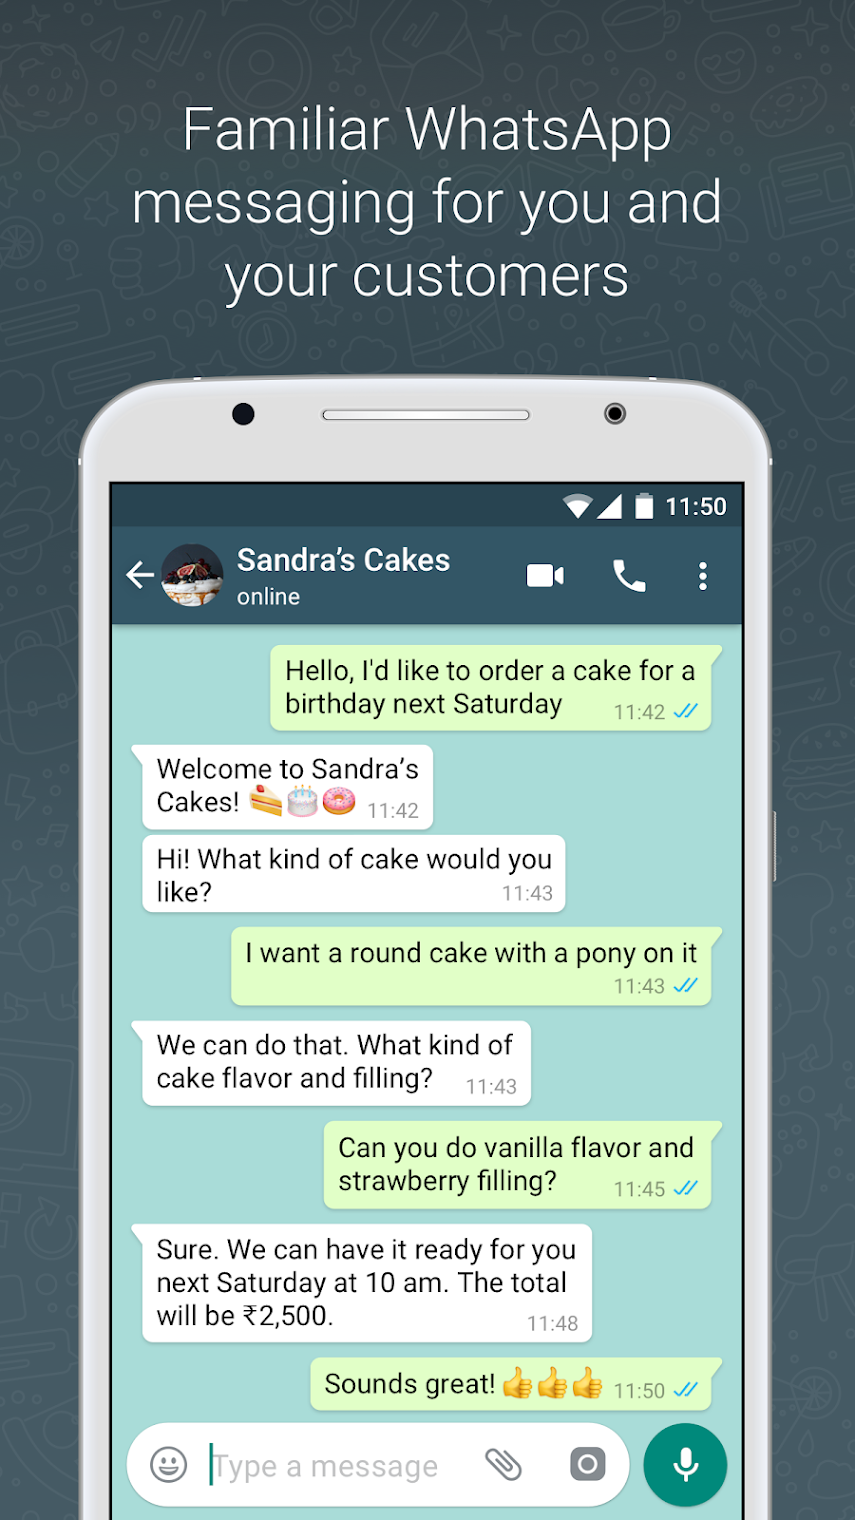 Familiar WhatsApp
messaging for you and
your customers
11:50
Sandra’s Cakes
online
Hello, I'd like to order a cake for a
birthday next Saturday 11:42
Welcome to Sandra’s
Cakes! 🍰🎂🍩 11:42
Hi! What kind of cake would you
like? 11:43
I want a round cake with a pony on it
11:43
We can do that. What kind of
cake flavor and filling? 11:43
Can you do vanilla flavor and
strawberry filling? 11:45
Sure. We can have it ready for you
next Saturday at 10 am. The total
will be ₹2,500. 11:48
Sounds great! 👍👍👍 11:50
Type a message